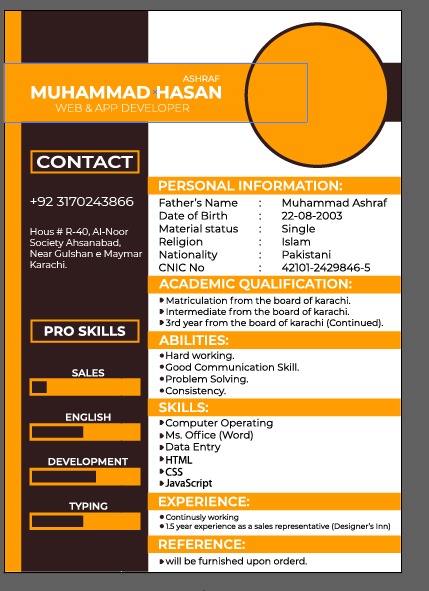 ASHRAF
MUHAMMAD HASAN
WEB & APP DEVELOPER
CONTACT
+92 3170243866
Hous # R-40, Al-Noor
Society Ahsanabad,
Near Gulshan e Maymar
Karachi.
PRO SKILLS
SALES
ENGLISH
DEVELOPMENT
TYPING
PERSONAL INFORMATION:
Father's Name : Muhammad Ashraf
Date of Birth : 22-08-2003
Material status : Single
Religion : Islam
Nationality : Pakistani
CNIC No : 42101-2429846-5
ACADEMIC QUALIFICATION:
Matriculation from the board of karachi.
Intermediate from the board of karachi.
3rd year from the board of karachi (Continued).
ABILITIES:
Hard working.
Good Communication Skill.
Problem Solving.
Consistency.
SKILLS:
Computer Operating
Ms. Office (Word)
Data Entry
HTML
CSS
JavaScript
EXPERIENCE:
Continusly working
1.5 year experience as a sales representative (Designer's Inn)
REFERENCE:
will be furnished upon orderd.